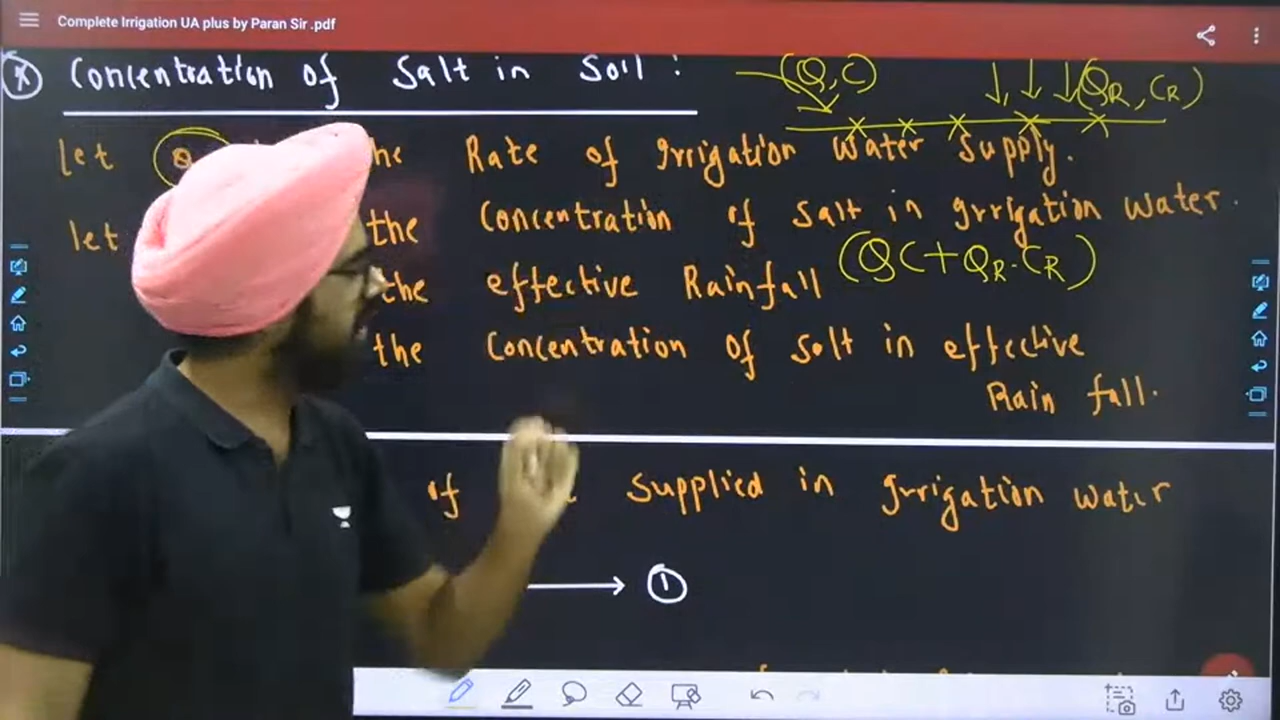 Complete Irrigation UA plus by Paran Sir .pdf
Concentration of Salt in Soil :
(Q, C)
(QR, CR)
let Q he Rate of Irrigation Water Supply.
let the Concentration of Salt in Irrigation Water.
(QC + QR.CR)
the effective Rainfall
the Concentration of Salt in effective
Rain fall.
of Supplied in Irrigation water
1